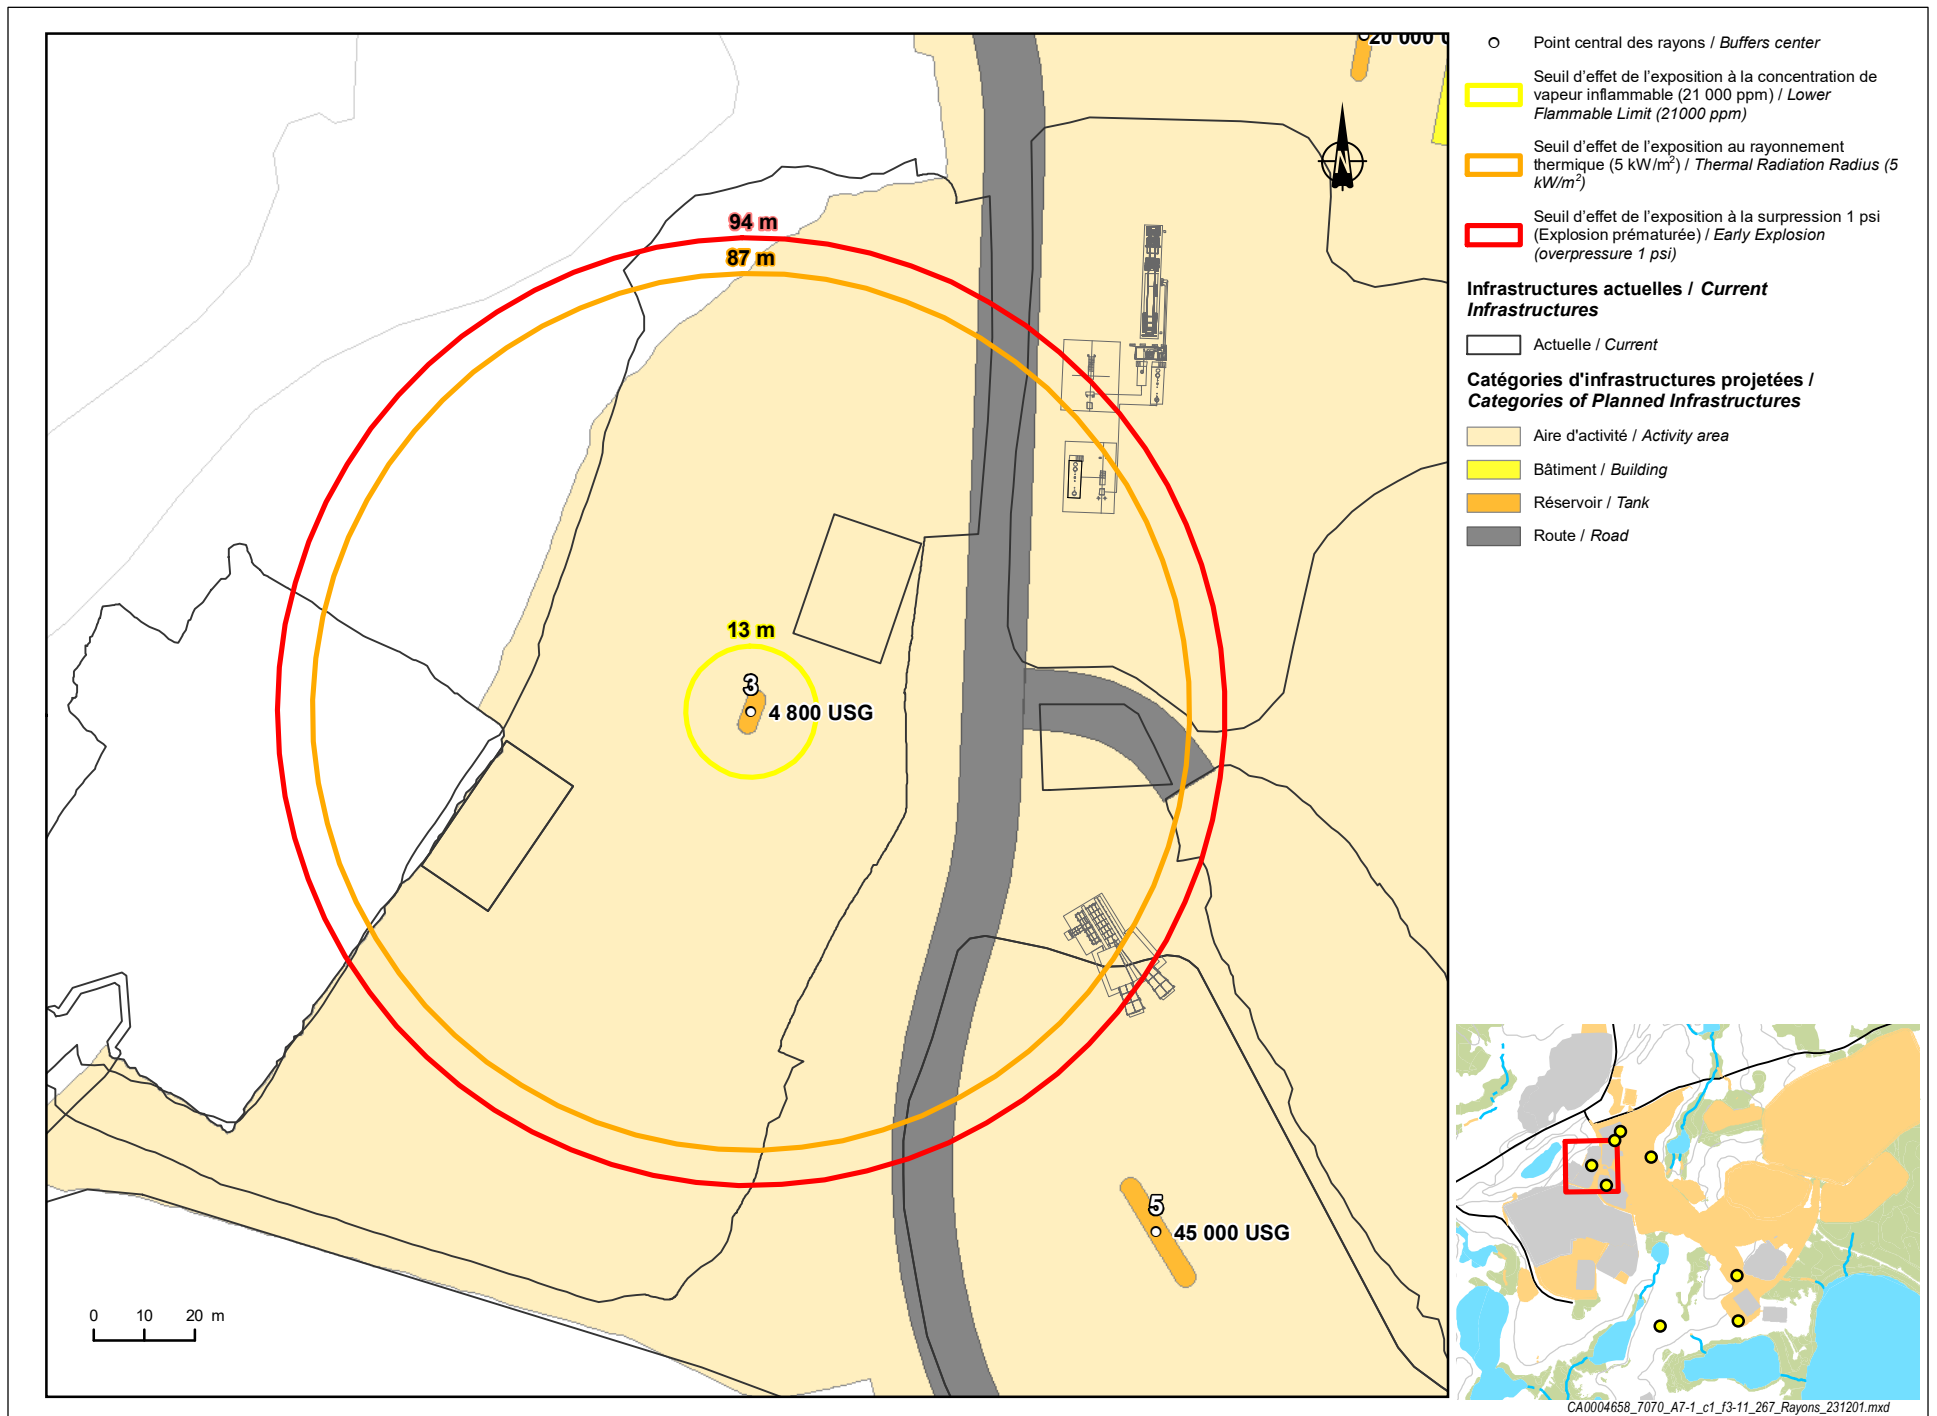 20 000 U
94 m
87 m
13 m
3
4 800 USG
5
45 000 USG
0 10 20 m
N
Point central des rayons / Buffers center
Seuil d'effet de l'exposition à la concentration de
vapeur inflammable (21 000 ppm) / Lower
Flammable Limit (21000 ppm)
Seuil d'effet de l'exposition au rayonnement
thermique (5 kW/m²) / Thermal Radiation Radius (5
kW/m²)
Seuil d'effet de l'exposition à la surpression 1 psi
(Explosion prématurée) / Early Explosion
(overpressure 1 psi)
Infrastructures actuelles / Current
Infrastructures
Actuelle / Current
Catégories d'infrastructures projetées /
Categories of Planned Infrastructures
Aire d'activité / Activity area
Bâtiment / Building
Réservoir / Tank
Route / Road
CA0004658_7070_A7-1_c1_f3-11_267_Rayons_231201.mxd